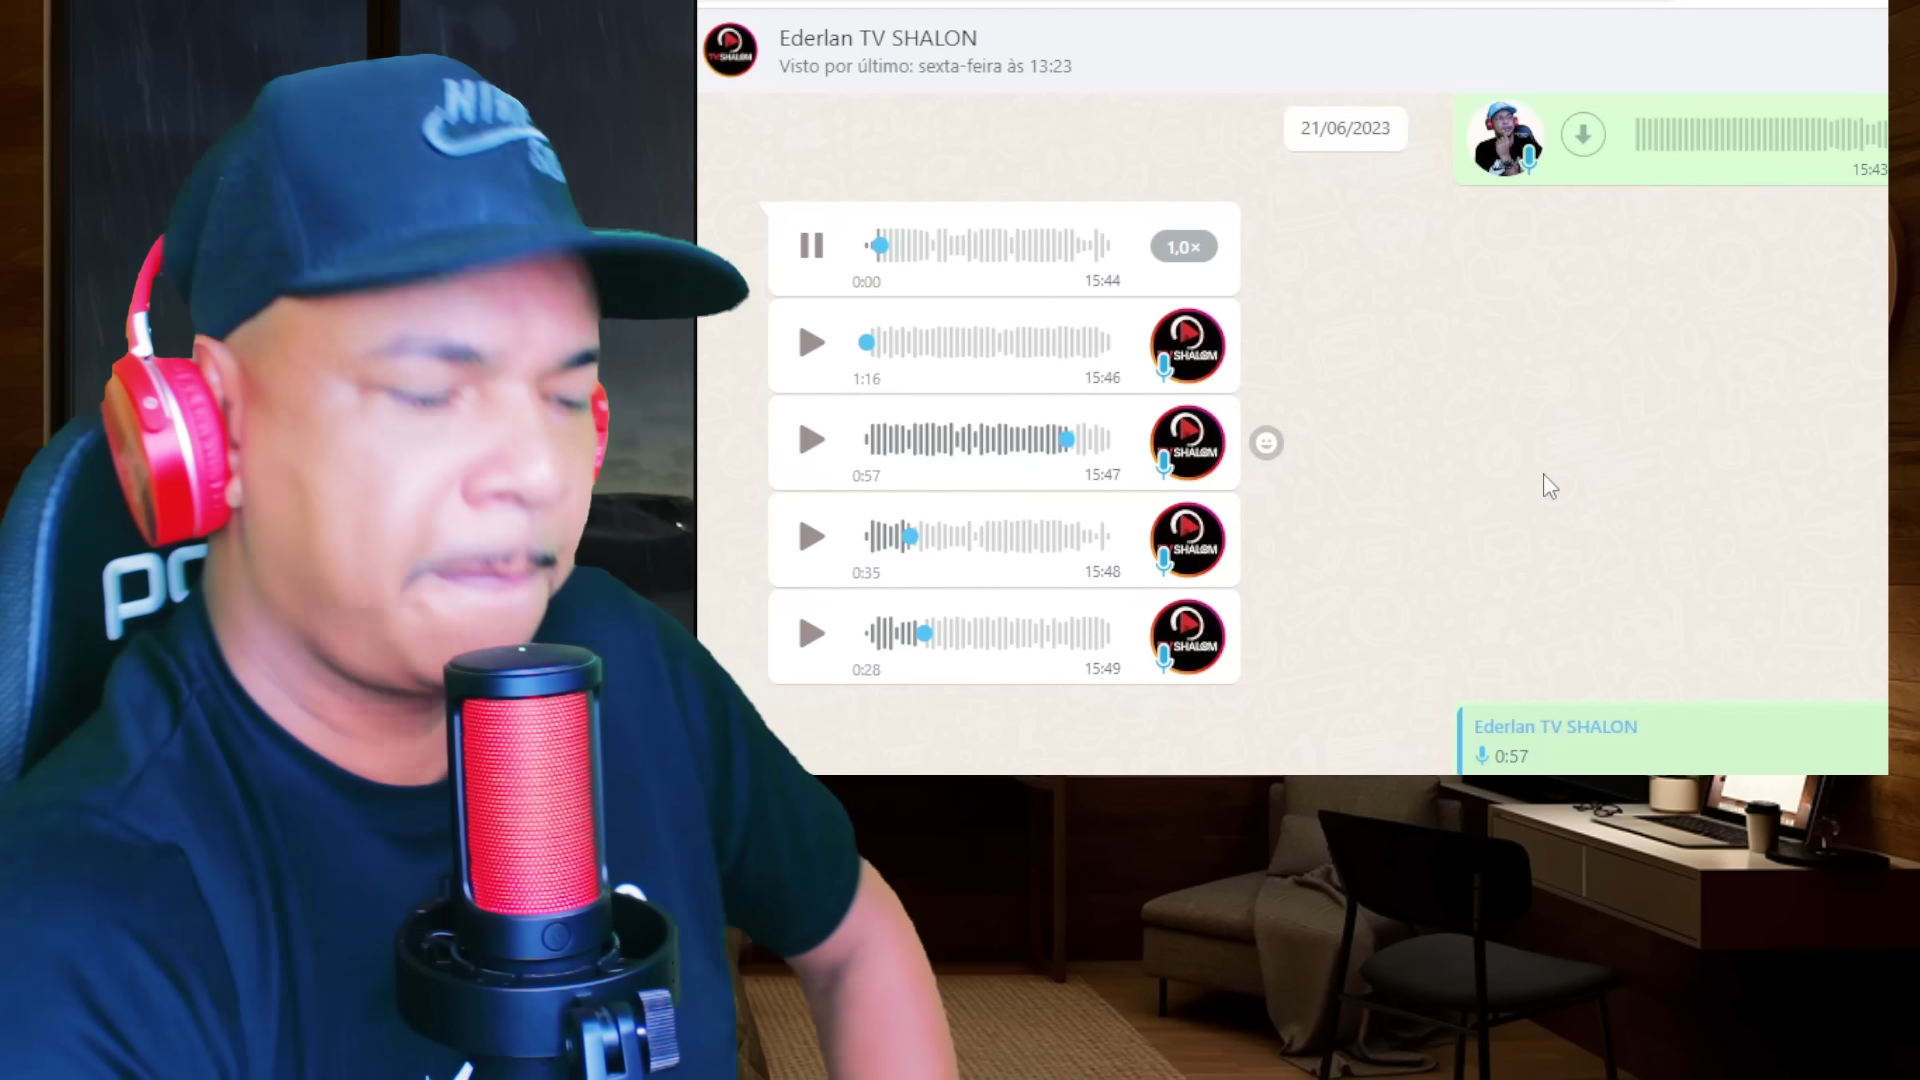 Ederlan TV SHALON
Visto por último: sexta-feira às 13:23
21/06/2023
15:43
1,0×
0:00
15:44
1:16
15:46
SHALOM
0:57
15:47
SHALOM
0:35
15:48
SHALOM
0:28
15:49
SHALOM
Ederlan TV SHALON
0:57
TV SHALOM